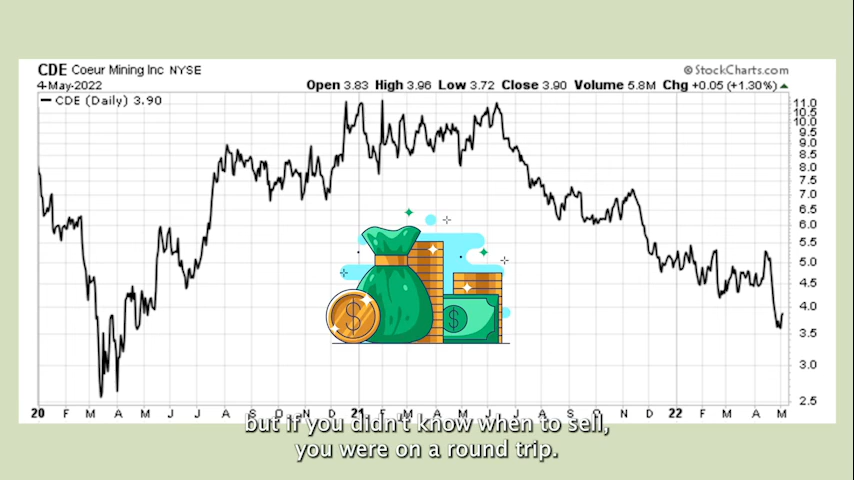 CDE Coeur Mining Inc NYSE
© StockCharts.com
4-May-2022
Open 3.83 High 3.96 Low 3.72 Close 3.90 Volume 5.8M Chg +0.05 (+1.30%)
CDE (Daily) 3.90
11.0
10.5
10.0
9.5
9.0
8.5
8.0
7.5
7.0
6.5
6.0
5.5
5.0
4.5
4.0
3.5
3.0
2.5
$
$
20 F M A M J J A S O N D 21 F M A M J J A S O N D 22 F M A M
but if you didn't know when to sell,
you were on a round trip.